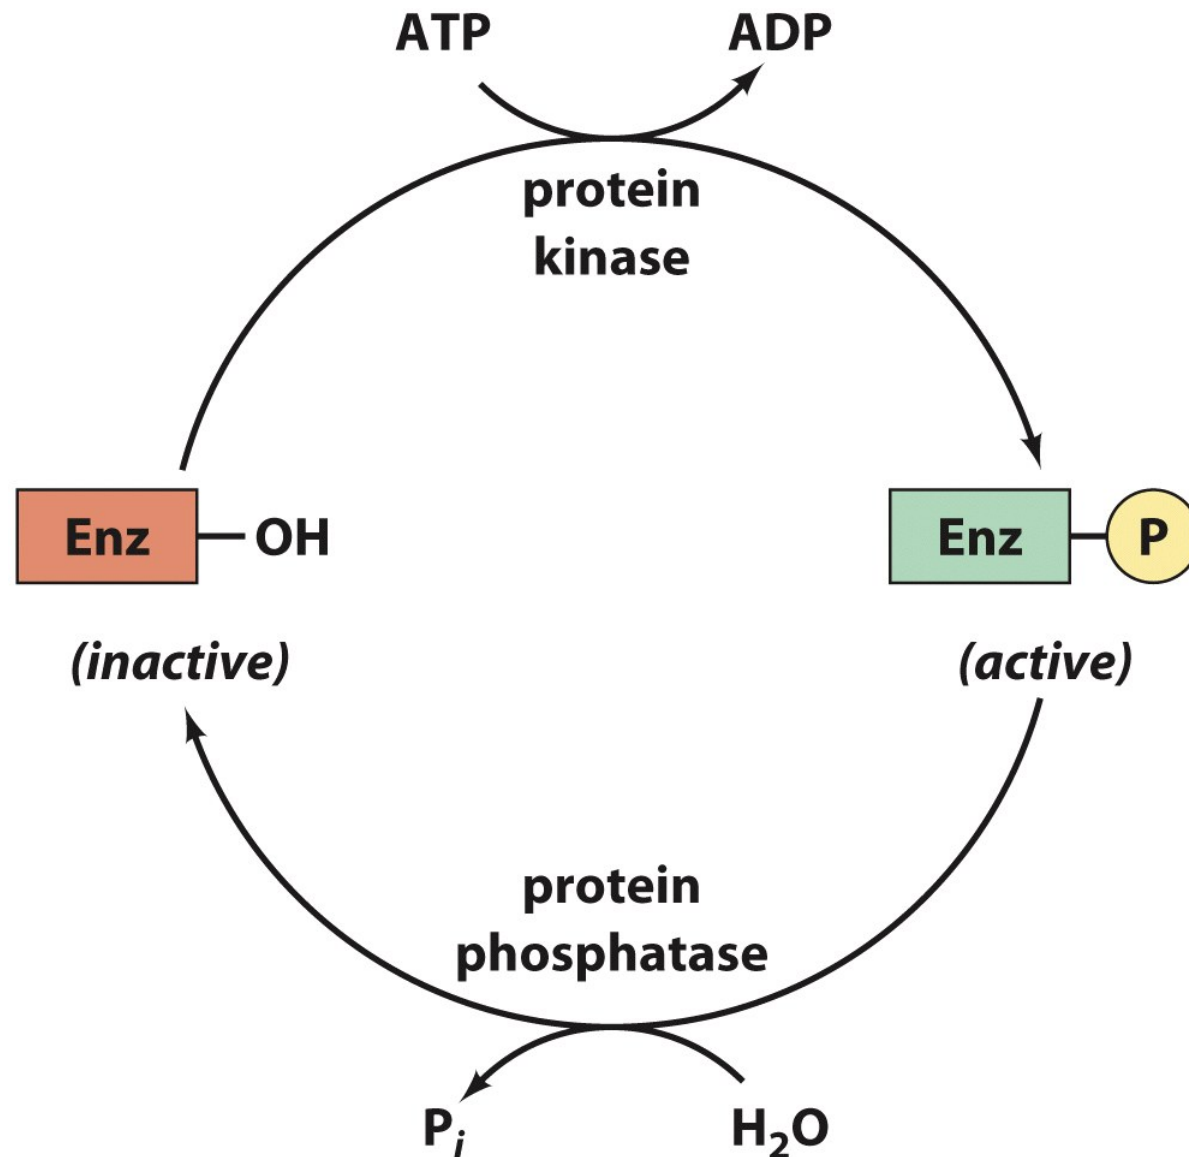 ATP ADP
protein
kinase
Enz OH Enz P
(inactive) (active)
protein
phosphatase
Pi H₂O